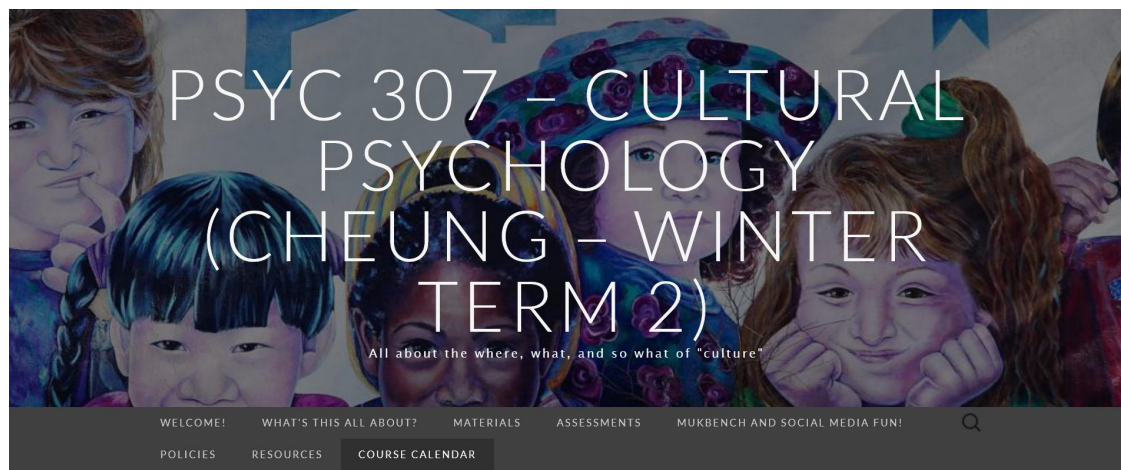 PSYC 307 – CULTURAL
PSYCHOLOGY
(CHEUNG – WINTER
TERM 2)
All about the where, what, and so what of "culture"
WELCOME! WHAT'S THIS ALL ABOUT? MATERIALS ASSESSMENTS MUKBENCH AND SOCIAL MEDIA FUN!
POLICIES RESOURCES COURSE CALENDAR